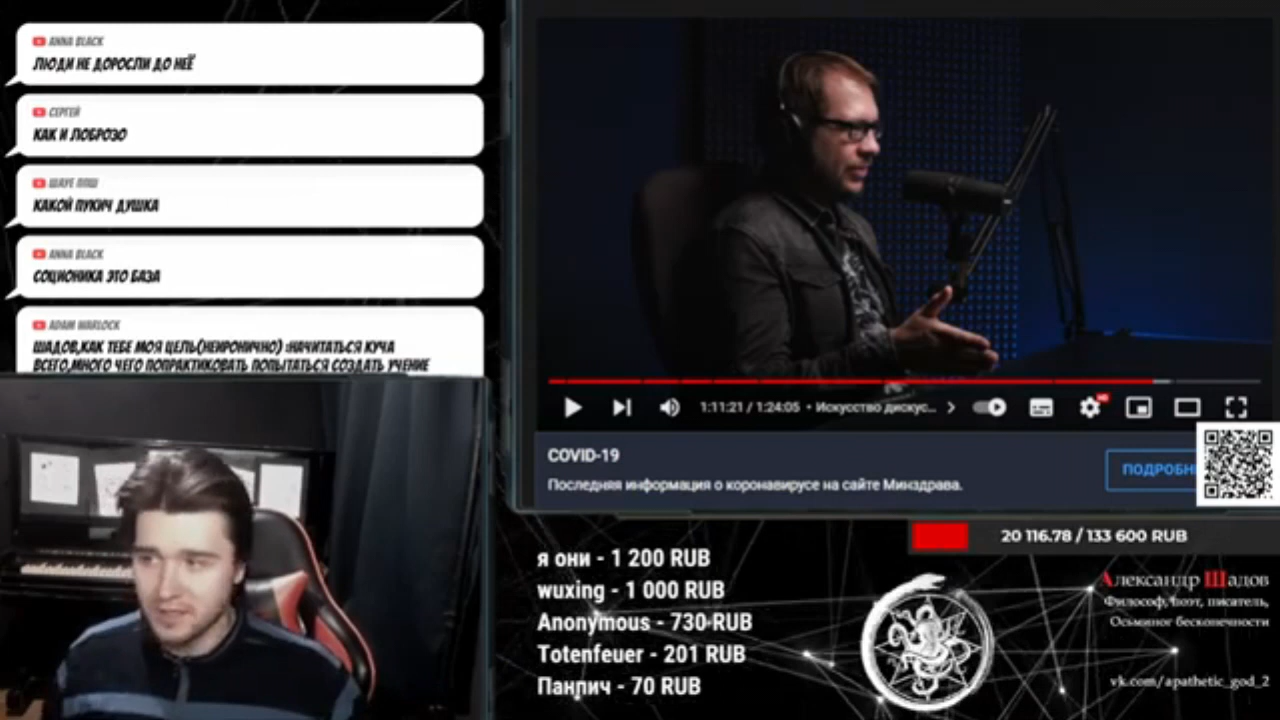 ANNA BLACK
ЛЮДИ НЕ ДОРОСЛИ ДО НЕЁ
СЕРГЕЙ
КАК И ЛОБРОЗО
ШАУЕ ППШ
КАКОЙ ПУКИЧ ДУШКА
ANNA BLACK
СОЦИОНИКА ЭТО БАЗА
ADAM WARLOCK
ШАДОВ,КАК ТЕБЕ МОЯ ЦЕЛЬ(НЕИРОНИЧНО) :НАЧИТАТЬСЯ КУЧА
ВСЕГО,МНОГО ЧЕГО ПОПРАКТИКОВАТЬ ПОПЫТАТЬСЯ СОЗДАТЬ УЧЕНИЕ
1:11:21 / 1:24:05 • Искусство дискус...
HD
COVID-19
Последняя информация о коронавирусе на сайте Минздрава.
ПОДРОБН
20 116.78 / 133 600 RUB
я они - 1 200 RUB
wuxing - 1 000 RUB
Anonymous - 730 RUB
Totenfeuer - 201 RUB
Панпич - 70 RUB
Александр Шадов
Философ, поэт, писатель,
Осьминог бесконечности
vk.com/apathetic_god_2